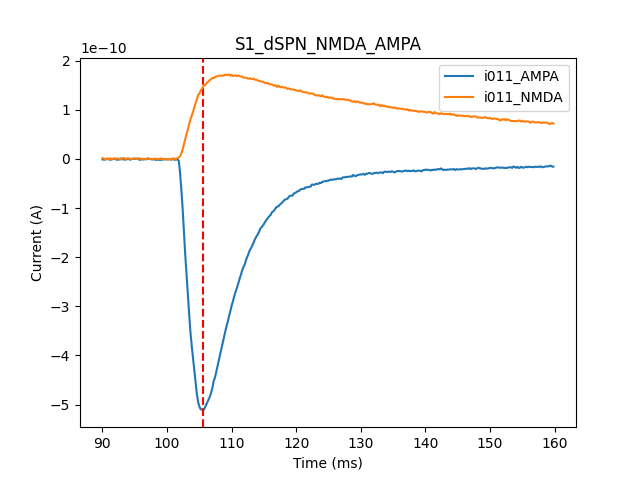 S1_dSPN_NMDA_AMPA
1e−10
2
1
0
−1
−2
−3
−4
−5
Current (A)
i011_AMPA
i011_NMDA
90 100 110 120 130 140 150 160
Time (ms)